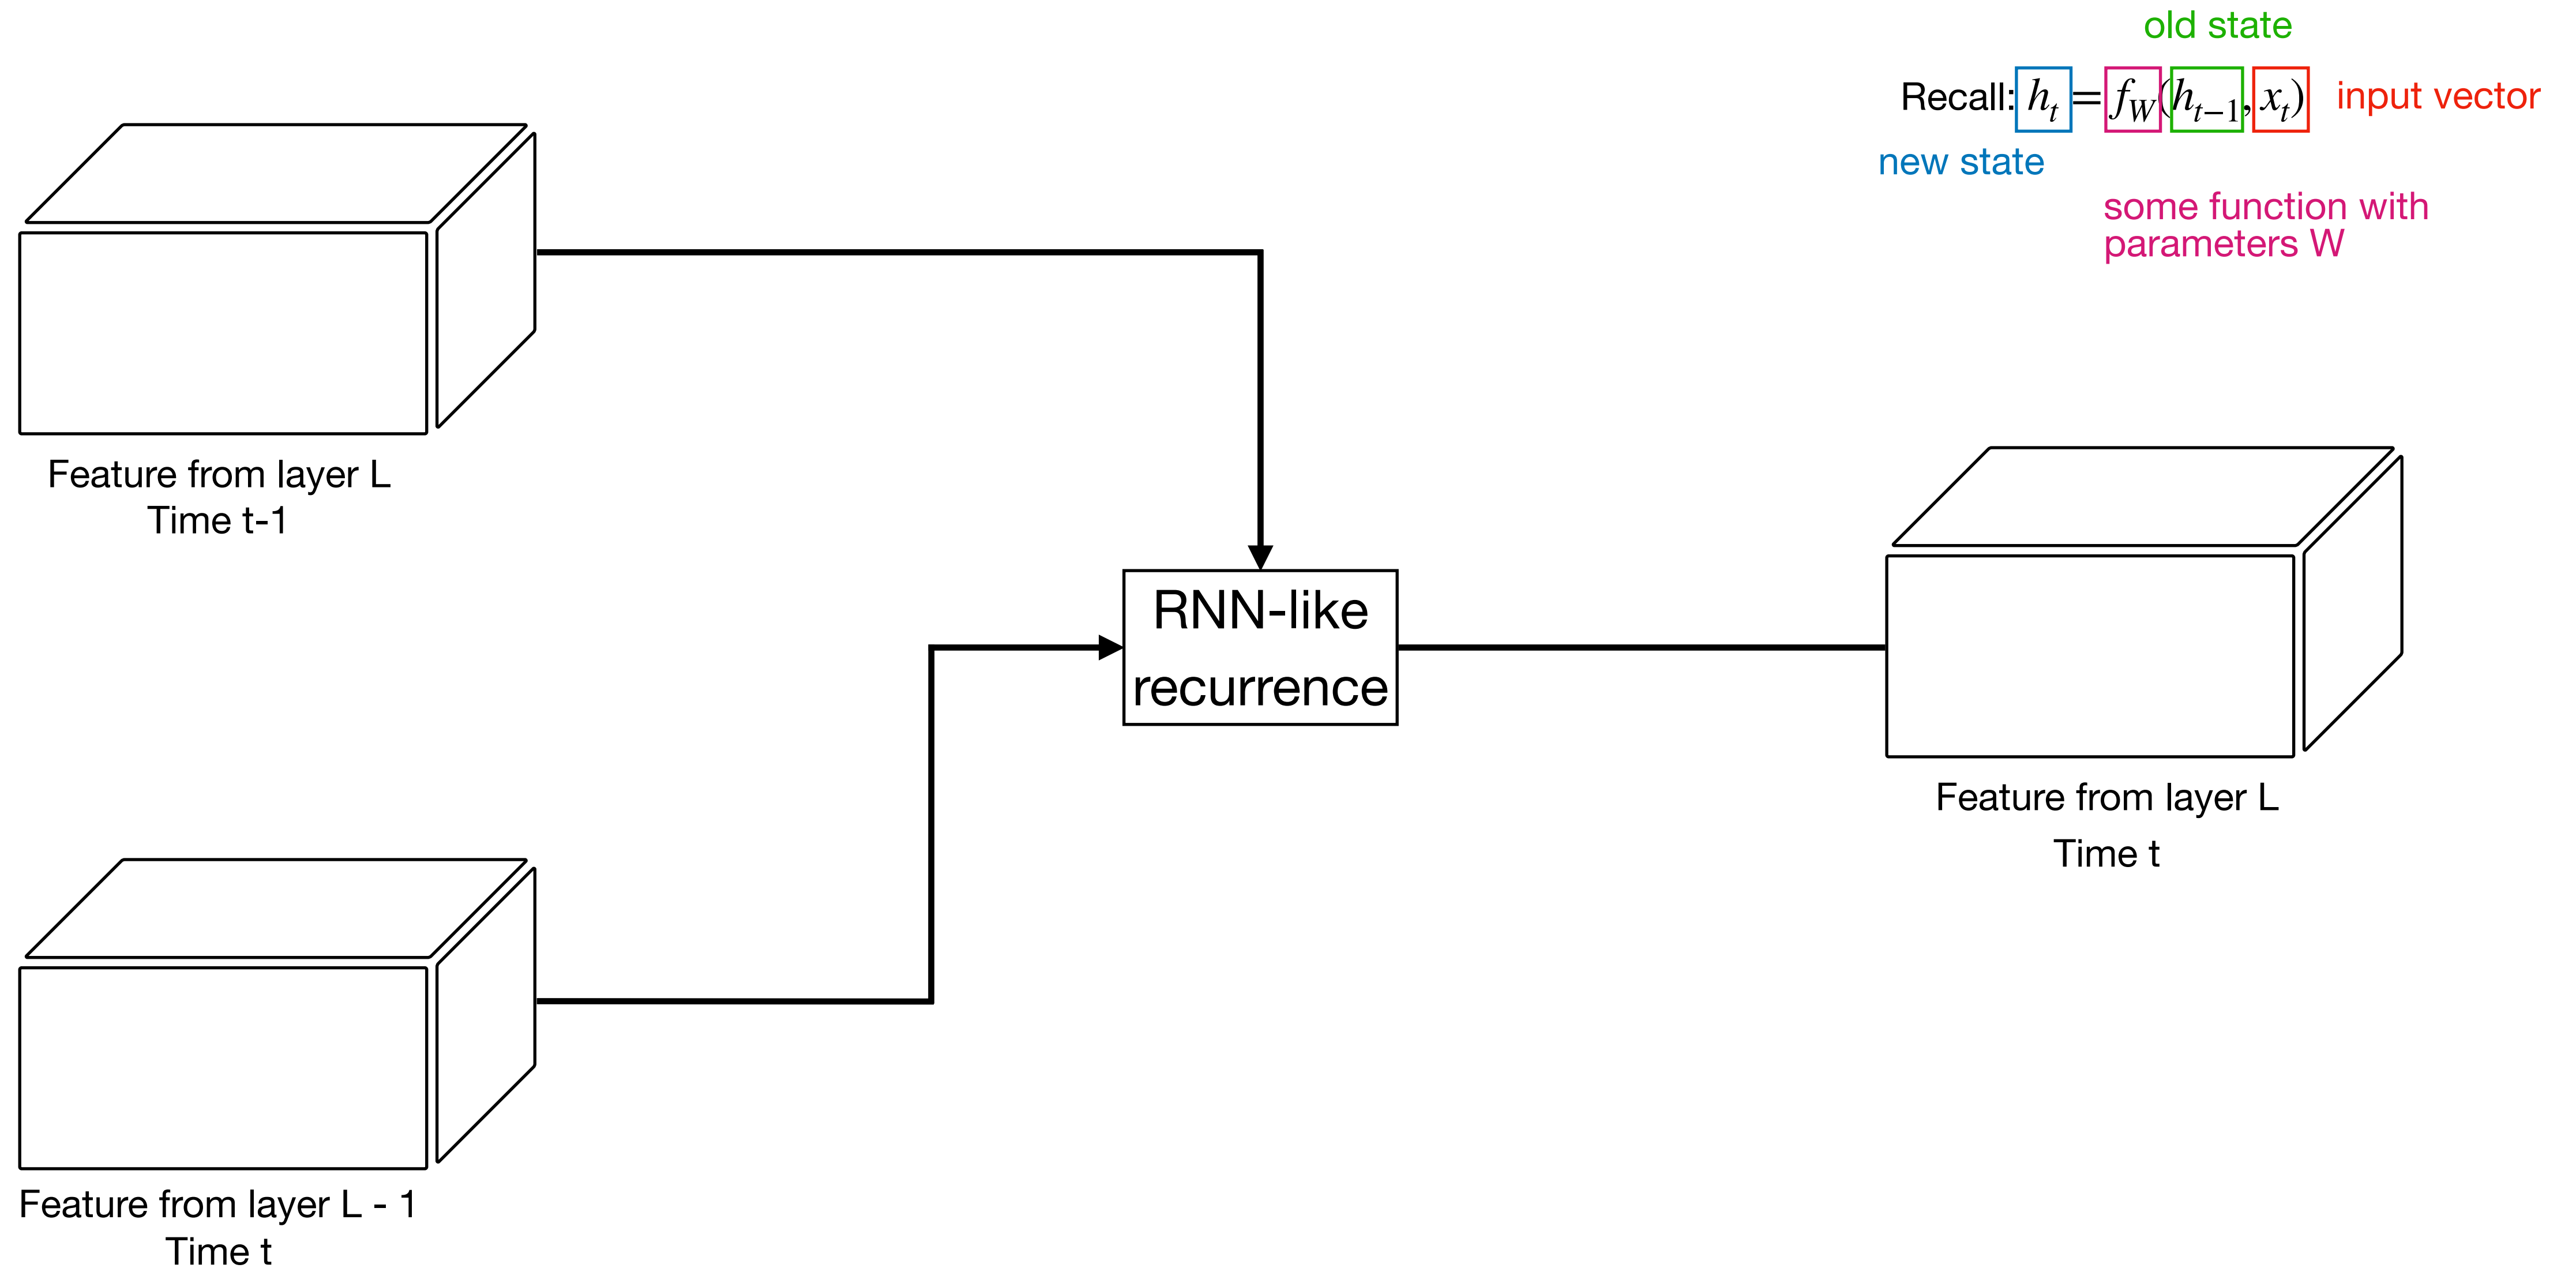 old state
Recall: h_t = f_W(h_{t-1}, x_t) input vector
new state
some function with
parameters W
Feature from layer L
Time t-1
RNN-like
recurrence
Feature from layer L
Time t
Feature from layer L - 1
Time t